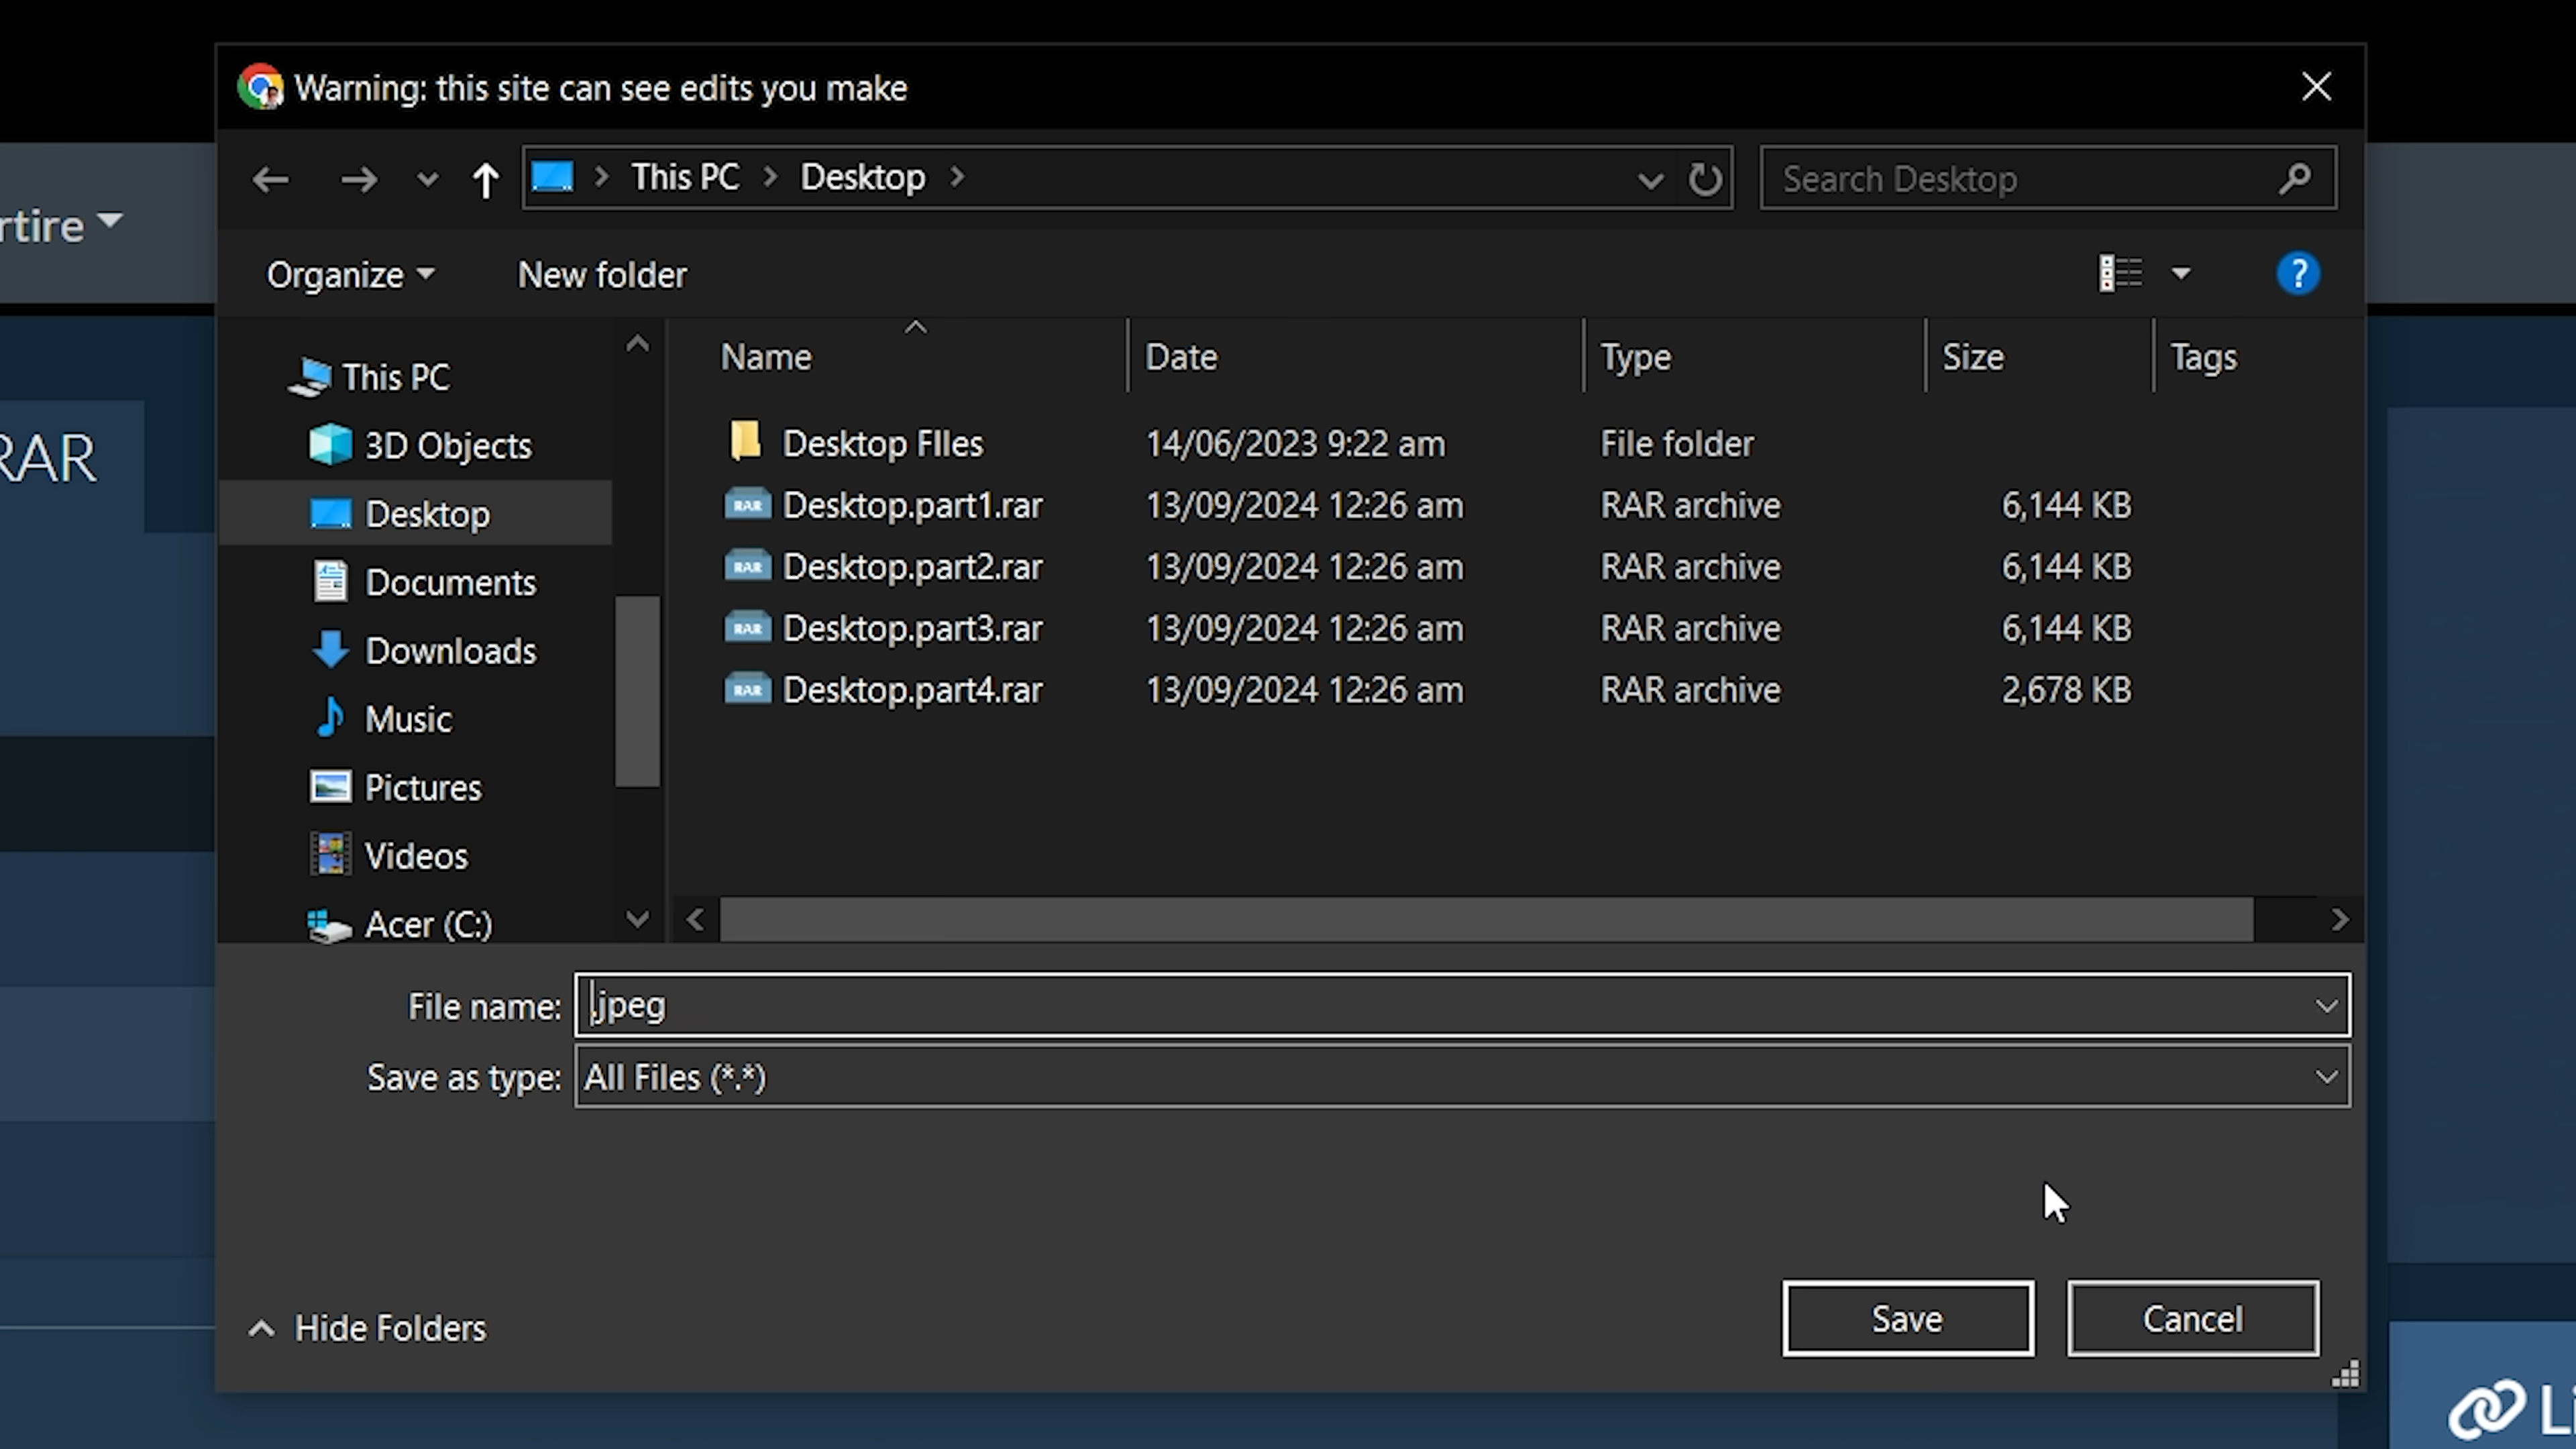 Warning: this site can see edits you make
This PC > Desktop >
Search Desktop
rtire
Organize
New folder
?
Name Date Type Size Tags
RAR
This PC
3D Objects
Desktop
Documents
Downloads
Music
Pictures
Videos
Acer (C:)
Desktop FIles 14/06/2023 9:22 am File folder
RAR Desktop.part1.rar 13/09/2024 12:26 am RAR archive 6,144 KB
RAR Desktop.part2.rar 13/09/2024 12:26 am RAR archive 6,144 KB
RAR Desktop.part3.rar 13/09/2024 12:26 am RAR archive 6,144 KB
RAR Desktop.part4.rar 13/09/2024 12:26 am RAR archive 2,678 KB
File name: .jpeg
Save as type: All Files (*.*)
Hide Folders
Save
Cancel
Li